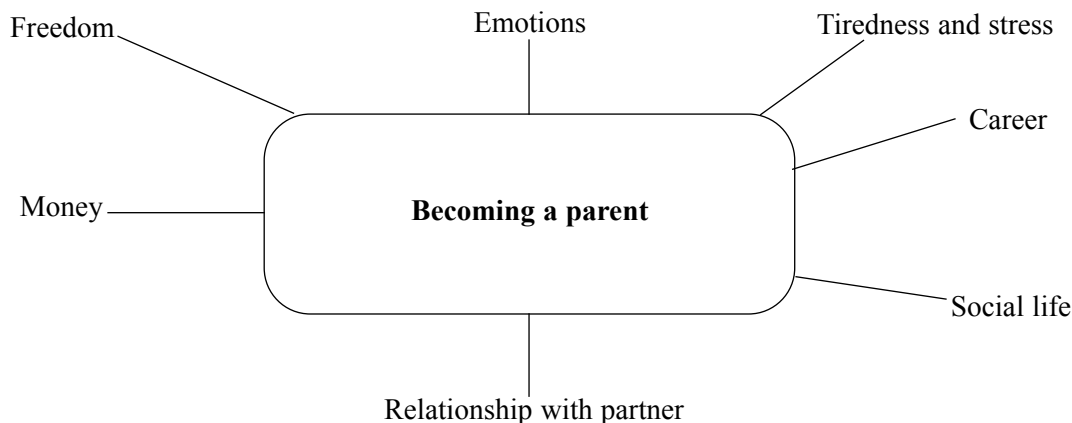 Freedom
Emotions
Tiredness and stress
Career
Money
Becoming a parent
Social life
Relationship with partner